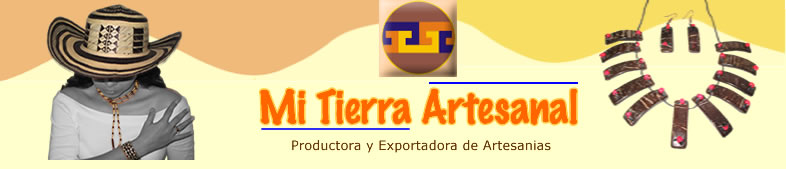 Mi Tierra Artesanal
Productora y Exportadora de Artesanias